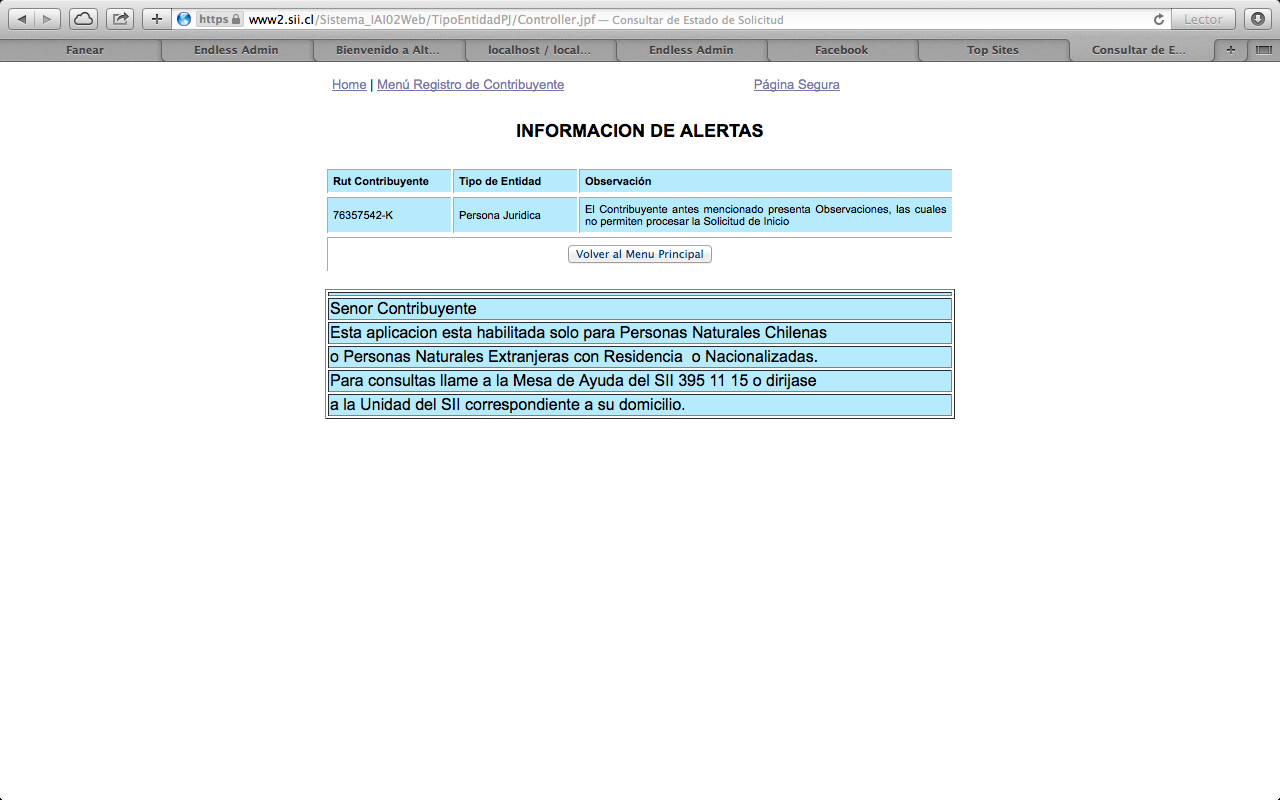 https www2.sii.cl/Sistema_IAI02Web/TipoEntidadPJ/Controller.jpf — Consultar de Estado de Solicitud Lector
Fanear Endless Admin Bienvenido a Alt... localhost / local... Endless Admin Facebook Top Sites Consultar de E...
Home | Menú Registro de Contribuyente Página Segura
INFORMACION DE ALERTAS
Rut Contribuyente Tipo de Entidad Observación
76357542-K Persona Juridica El Contribuyente antes mencionado presenta Observaciones, las cuales
no permiten procesar la Solicitud de Inicio
Volver al Menu Principal
Senor Contribuyente
Esta aplicacion esta habilitada solo para Personas Naturales Chilenas
o Personas Naturales Extranjeras con Residencia o Nacionalizadas.
Para consultas llame a la Mesa de Ayuda del SII 395 11 15 o dirijase
a la Unidad del SII correspondiente a su domicilio.